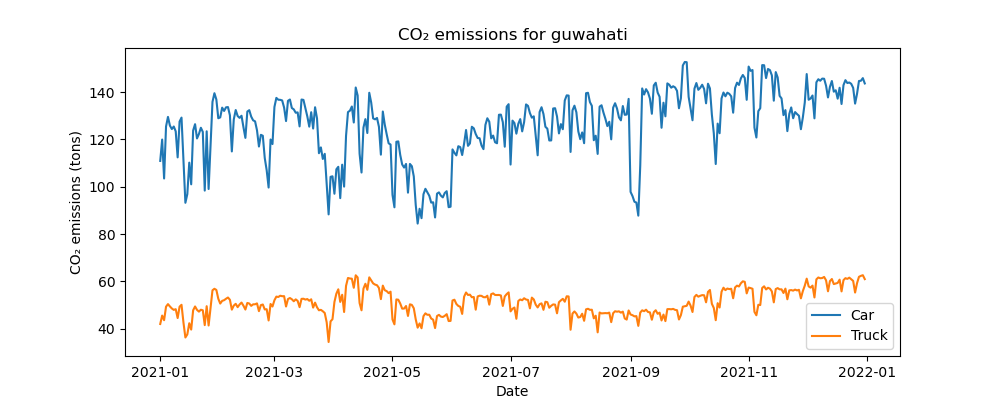 CO₂ emissions for guwahati
CO₂ emissions (tons)
140
120
100
80
60
40
Car
Truck
2021-01
2021-03
2021-05
2021-07
2021-09
2021-11
2022-01
Date